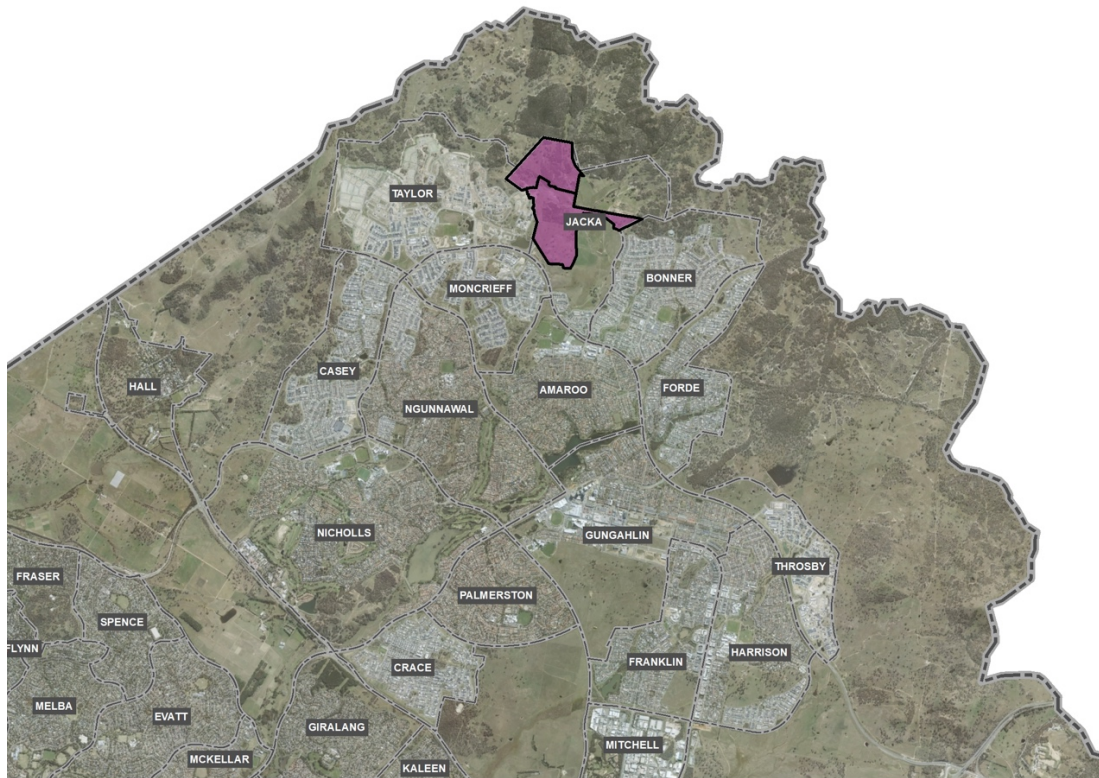 TAYLOR
JACKA
MONCRIEFF
BONNER
HALL
CASEY
NGUNNAWAL
AMAROO
FORDE
NICHOLLS
GUNGAHLIN
THROSBY
FRASER
SPENCE
PALMERSTON
FLYNN
CRACE
FRANKLIN
HARRISON
MELBA
EVATT
GIRALANG
MITCHELL
MCKELLAR
KALEEN